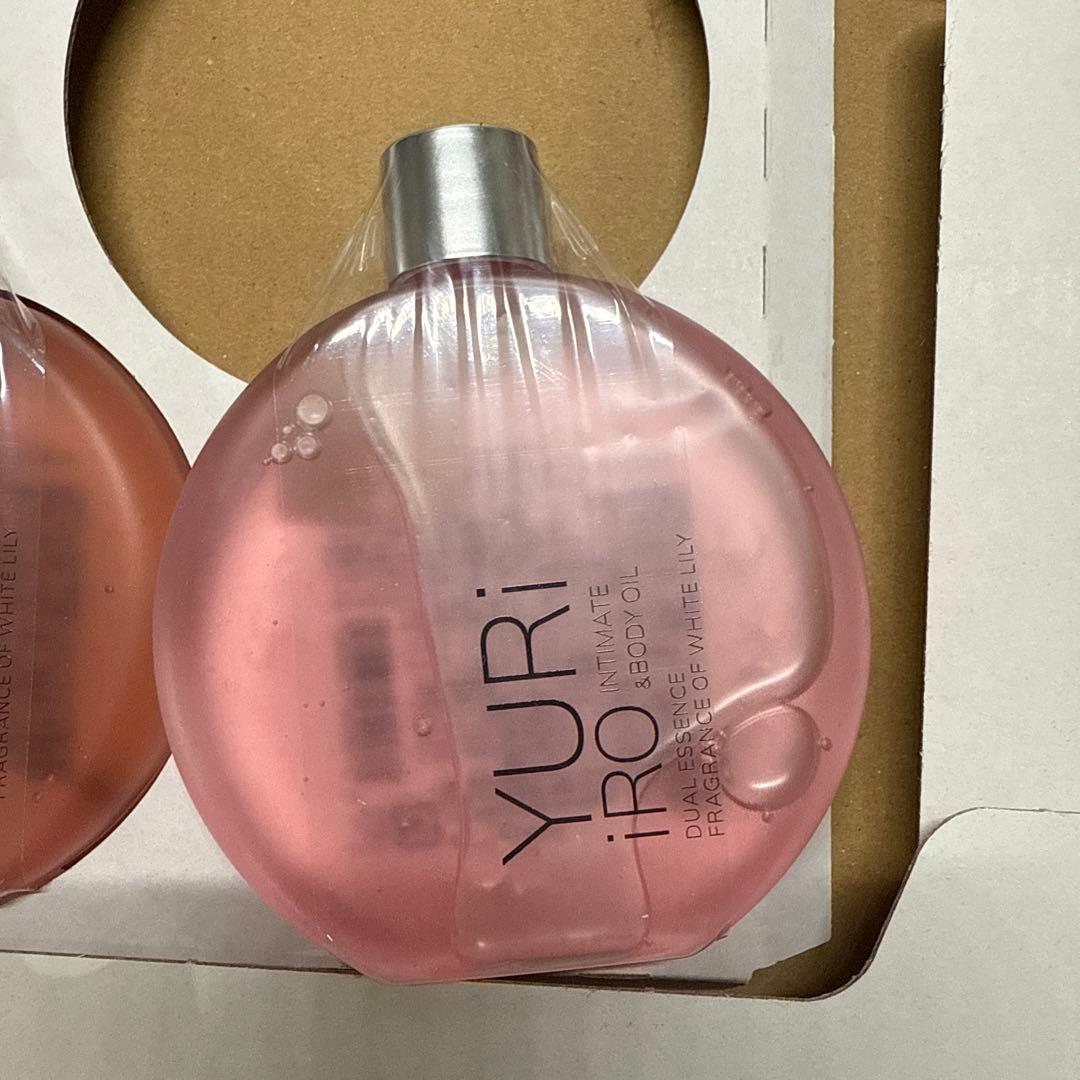 YURi
iRO
INTIMATE
&BODY OIL
DUAL ESSENCE
FRAGRANCE OF WHITE LILY
FRAGRANCE OF WHITE LILY